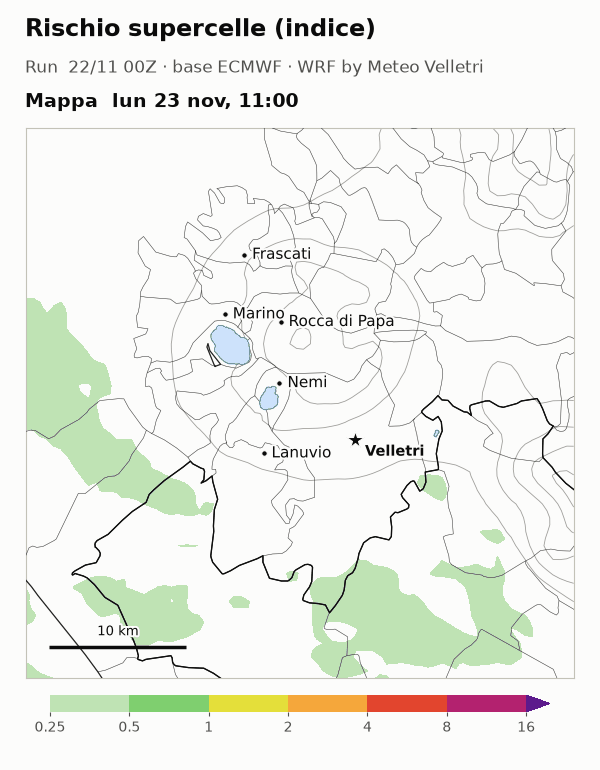 Rischio supercelle (indice)
Run  22/11 00Z · base ECMWF · WRF by Meteo Velletri
Mappa  lun 23 nov, 11:00
Frascati
Marino
Rocca di Papa
Nemi
Velletri
Lanuvio
10 km
0.25 0.5 1 2 4 8 16